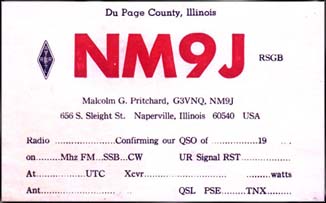 Du Page County, Illinois
NM9J
RSGB
Malcolm G. Pritchard, G3VNQ, NM9J
656 S. Sleight St. Naperville, Illinois 60540 USA
Radio ........................Confirming our QSO of....................19.......
on.........Mhz FM....SSB...CW UR Signal RST..........................
At...............UTC Xcvr...........................................watts
Ant............................................QSL PSE..........TNX..........